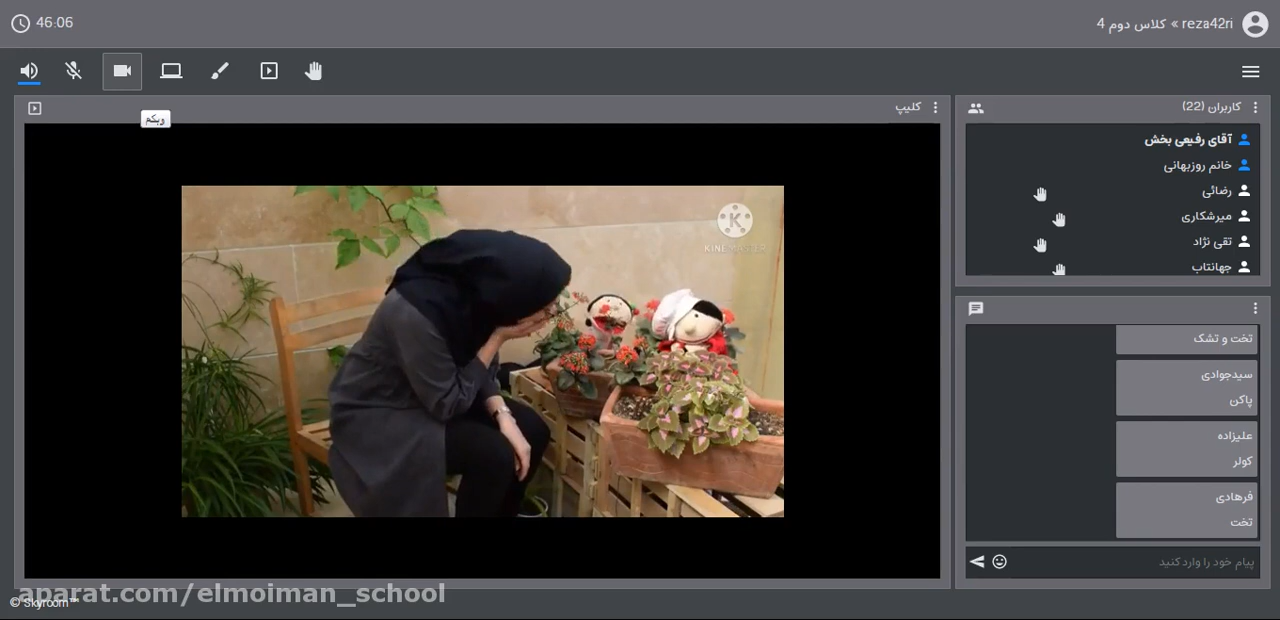 46:06
reza42ri » کلاس دوم 4
وبکم
کلیپ
KINEMASTER
کاربران (22)
آقای رفیعی بخش
خانم روزبهانی
رضائی
میرشکاری
تقی نژاد
جهانتاب
تخت و تشک
سیدجوادی
پاکن
علیزاده
کولر
فرهادی
تخت
پیام خود را وارد کنید
aparat.com/elmoiman_school
© Skyroom™